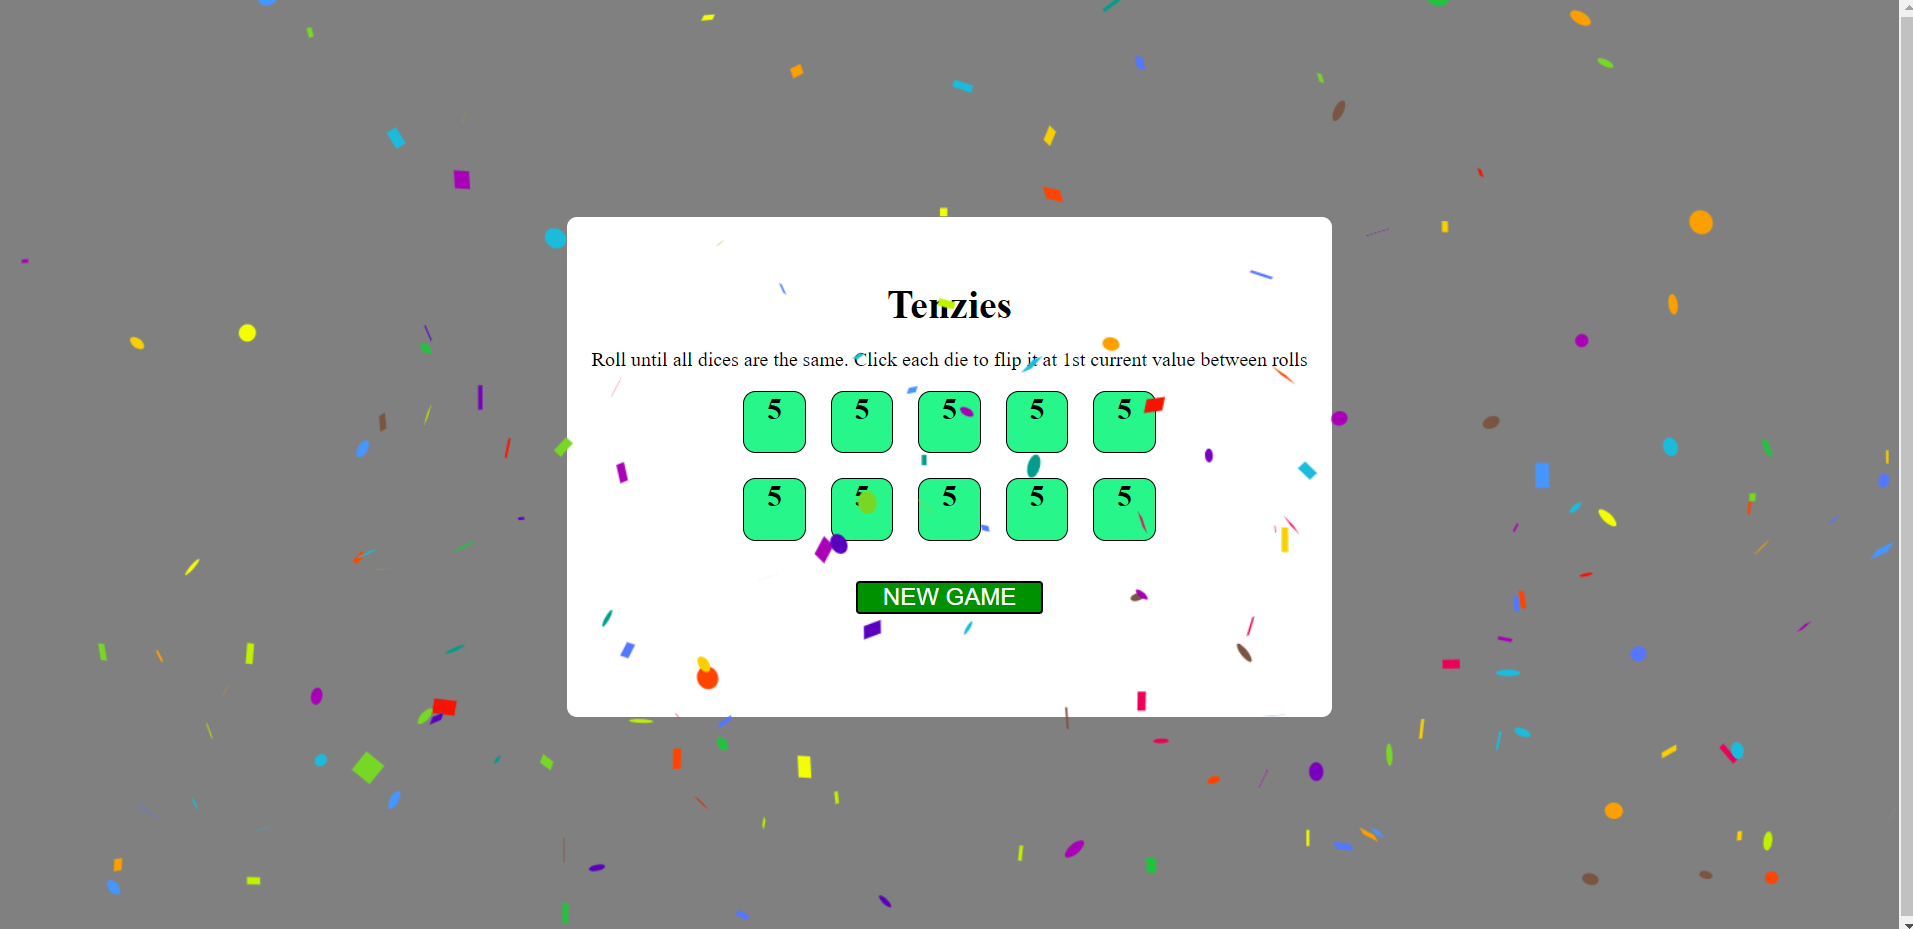 Tenzies
Roll until all dices are the same. Click each die to flip it at 1st current value between rolls
5 5 5 5 5
5 5 5 5 5
NEW GAME